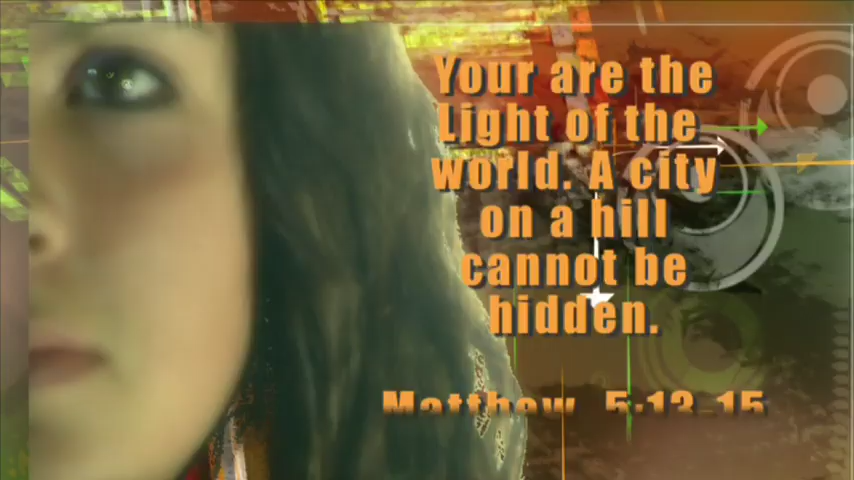 Your are the
Light of the
world. A city
on a hill
cannot be
hidden.
Matthew 5:13-15